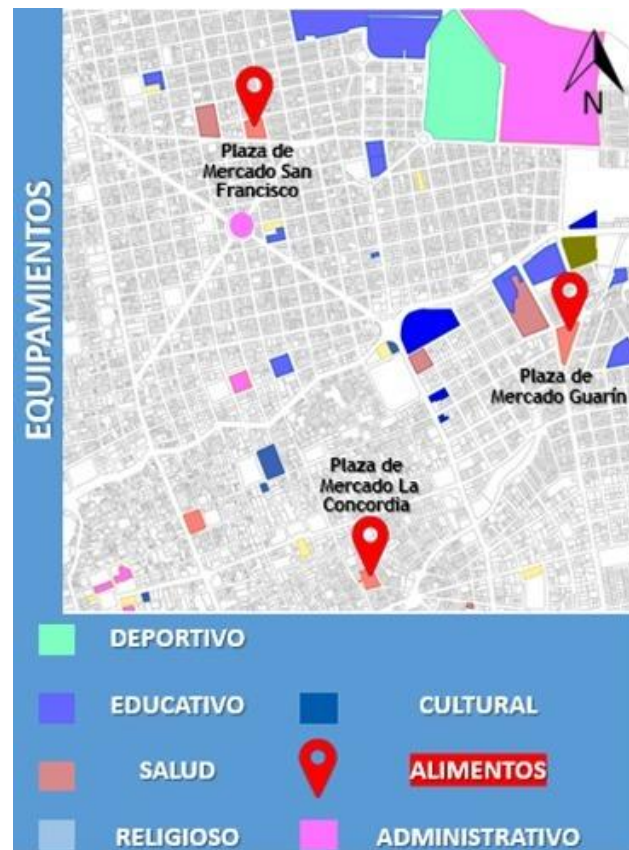 EQUIPAMIENTOS
N
Plaza de
Mercado San
Francisco
Plaza de
Mercado Guarín
Plaza de
Mercado La
Concordia
DEPORTIVO
EDUCATIVO
CULTURAL
SALUD
ALIMENTOS
RELIGIOSO
ADMINISTRATIVO